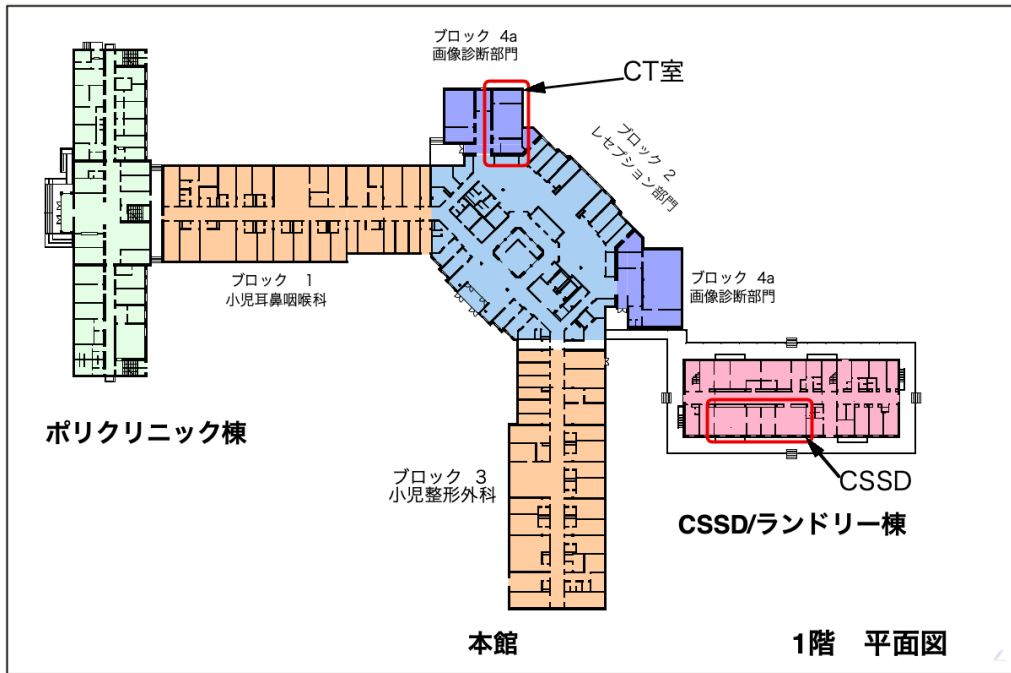 ブロック 4a
画像診断部門
CT室
ブロック 2
レセプション部門
ブロック 1
小児耳鼻咽喉科
ブロック 4a
画像診断部門
ポリクリニック棟
ブロック 3
小児整形外科
CSSD
CSSD/ランドリー棟
本館
1階 平面図